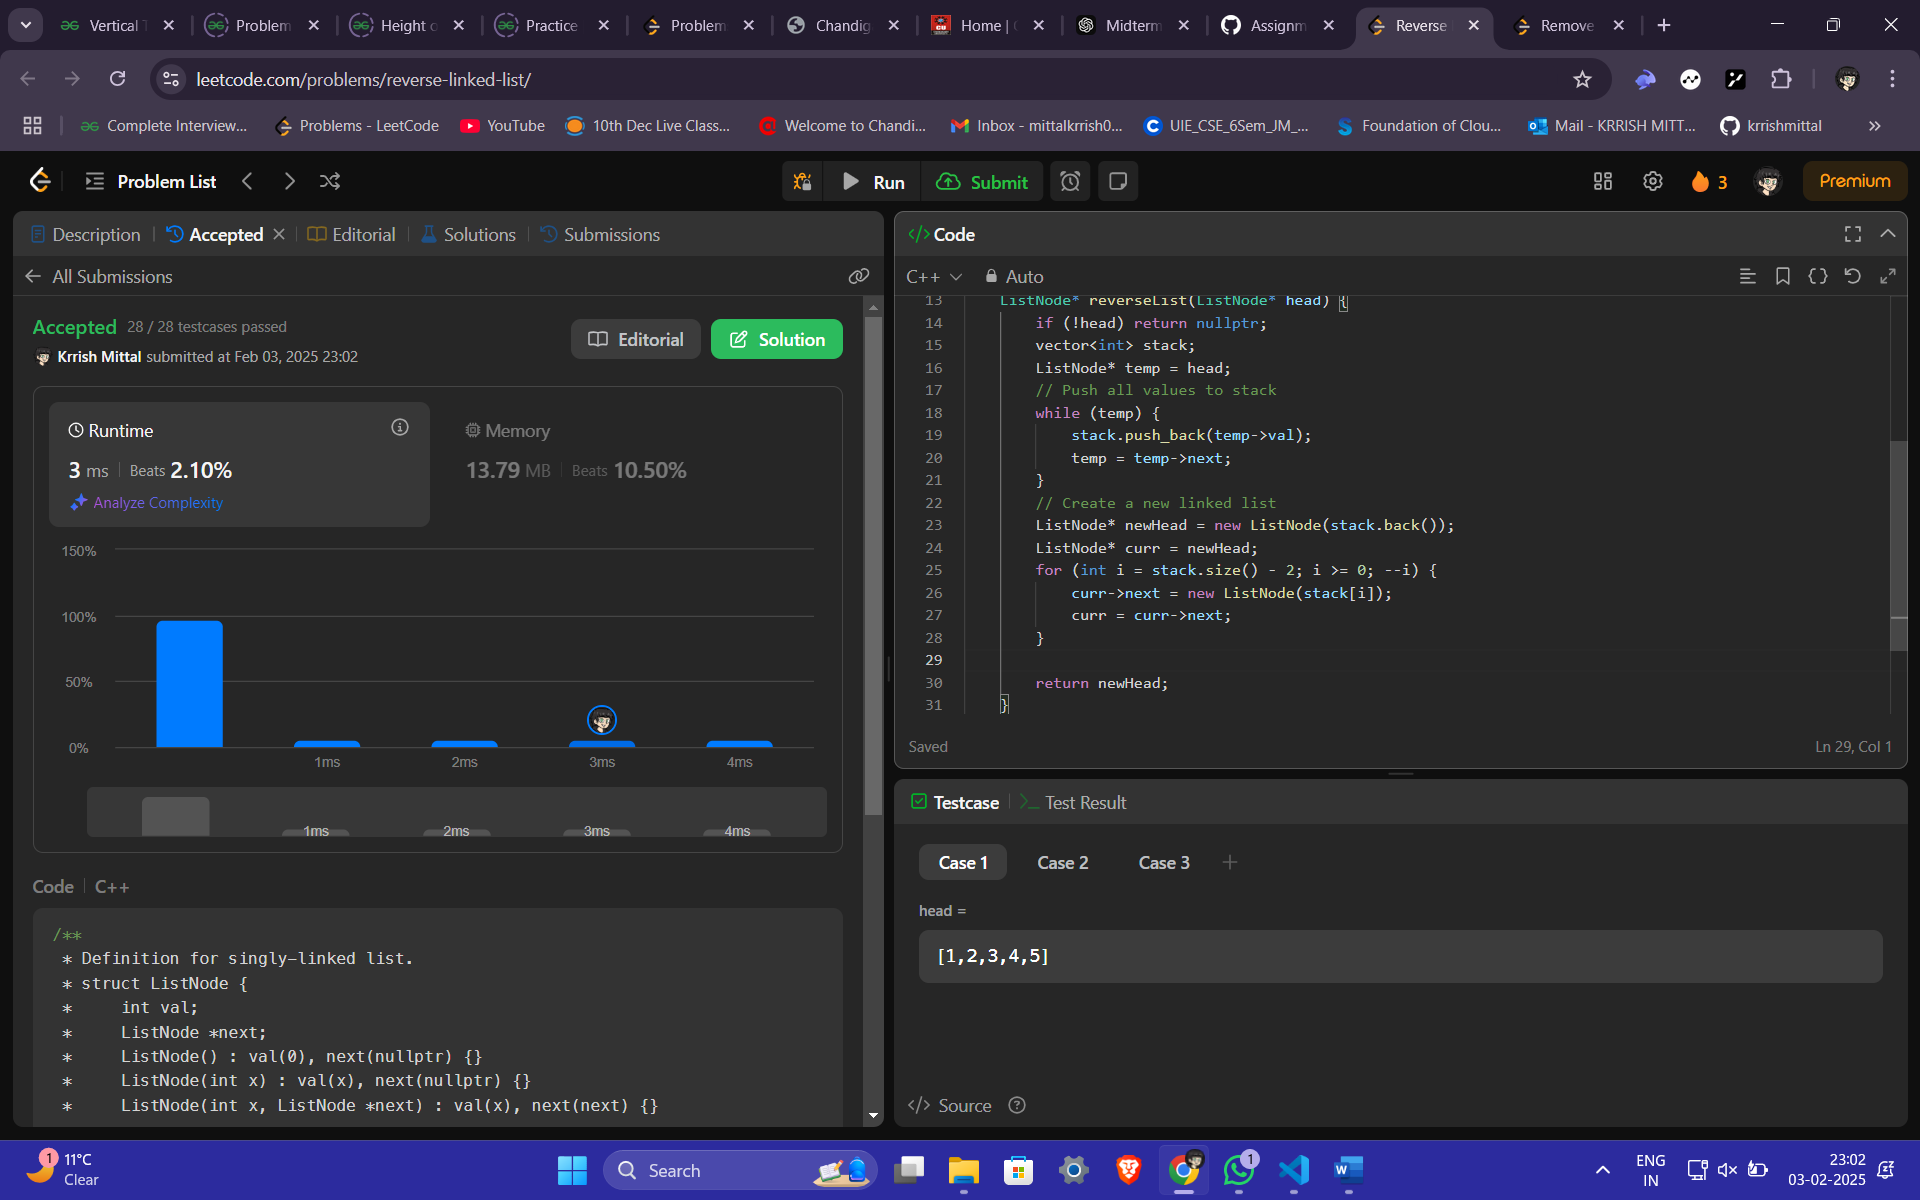 Vertical T
Problem
Height o
Practice
Problem
Chandig
Home | C
Midterm
Assignm
Reverse
Remove
leetcode.com/problems/reverse-linked-list/
Complete Interview...
Problems - LeetCode
YouTube
10th Dec Live Class...
Welcome to Chandi...
Inbox - mittalkrrish0...
UIE_CSE_6Sem_JM_...
Foundation of Clou...
Mail - KRRISH MITT...
krrishmittal
Problem List
Run
Submit
3
Premium
Description
Accepted
Editorial
Solutions
Submissions
All Submissions
Accepted 28 / 28 testcases passed
Krrish Mittal submitted at Feb 03, 2025 23:02
Editorial
Solution
Runtime
3 ms Beats 2.10%
Analyze Complexity
Memory
13.79 MB Beats 10.50%
150%
100%
50%
0%
1ms 2ms 3ms 4ms
1ms 2ms 3ms 4ms
Code C++
/**
* Definition for singly-linked list.
* struct ListNode {
*     int val;
*     ListNode *next;
*     ListNode() : val(0), next(nullptr) {}
*     ListNode(int x) : val(x), next(nullptr) {}
*     ListNode(int x, ListNode *next) : val(x), next(next) {}
</> Code
C++ Auto
13 ListNode* reverseList(ListNode* head) {
14     if (!head) return nullptr;
15     vector<int> stack;
16     ListNode* temp = head;
17     // Push all values to stack
18     while (temp) {
19         stack.push_back(temp->val);
20         temp = temp->next;
21     }
22     // Create a new linked list
23     ListNode* newHead = new ListNode(stack.back());
24     ListNode* curr = newHead;
25     for (int i = stack.size() - 2; i >= 0; --i) {
26         curr->next = new ListNode(stack[i]);
27         curr = curr->next;
28     }
29
30     return newHead;
31 }
Saved
Ln 29, Col 1
Testcase
Test Result
Case 1
Case 2
Case 3
head =
[1,2,3,4,5]
</> Source
1
11°C
Clear
Search
1
ENG
IN
23:02
03-02-2025